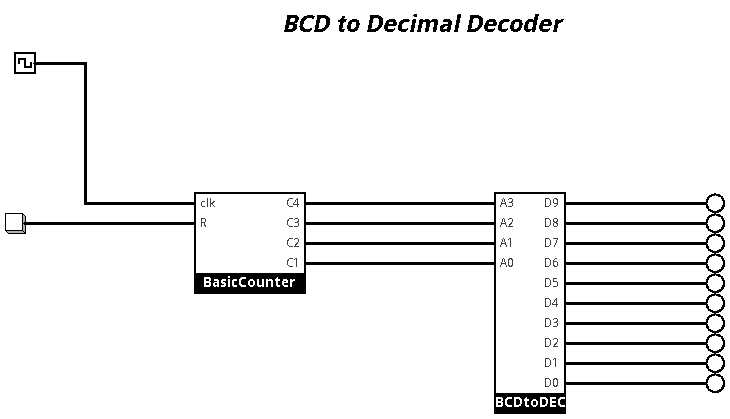 BCD to Decimal Decoder
clk C4 A3 D9
R C3 A2 D8
C2 A1 D7
C1 A0 D6
BasicCounter D5
D4
D3
D2
D1
D0
BCDtoDEC